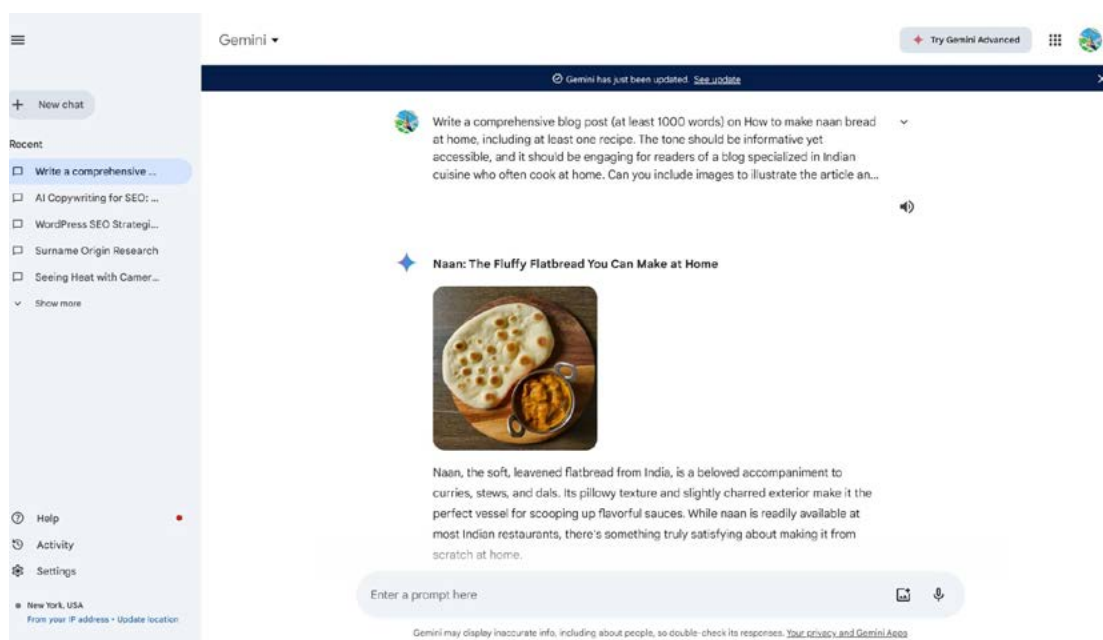 Gemini
Try Gemini Advanced
Gemini has just been updated. See update
New chat
Recent
Write a comprehensive ...
AI Copywriting for SEO: ...
WordPress SEO Strategi...
Surname Origin Research
Seeing Heat with Camer...
Show more
Help
Activity
Settings
New York, USA
From your IP address • Update location
Write a comprehensive blog post (at least 1000 words) on How to make naan bread
at home, including at least one recipe. The tone should be informative yet
accessible, and it should be engaging for readers of a blog specialized in Indian
cuisine who often cook at home. Can you include images to illustrate the article an...
Naan: The Fluffy Flatbread You Can Make at Home
Naan, the soft, leavened flatbread from India, is a beloved accompaniment to
curries, stews, and dals. Its pillowy texture and slightly charred exterior make it the
perfect vessel for scooping up flavorful sauces. While naan is readily available at
most Indian restaurants, there's something truly satisfying about making it from
scratch at home.
Enter a prompt here
Gemini may display inaccurate info, including about people, so double-check its responses. Your privacy and Gemini Apps